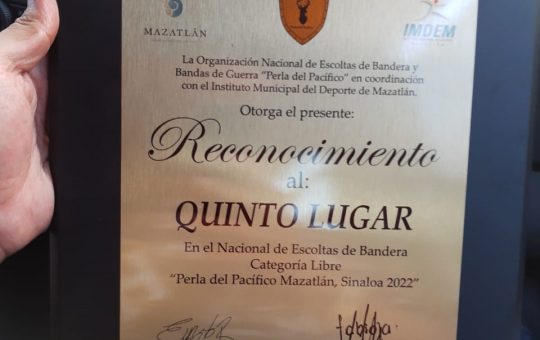 MAZATLÁN
IMDEM
La Organización Nacional de Escoltas de Bandera y
Bandas de Guerra "Perla del Pacífico" en coordinación
con el Instituto Municipal del Deporte de Mazatlán.
Otorga el presente:
Reconocimiento
al:
QUINTO LUGAR
En el Nacional de Escoltas de Bandera
Categoría Libre
"Perla del Pacífico Mazatlán, Sinaloa 2022"